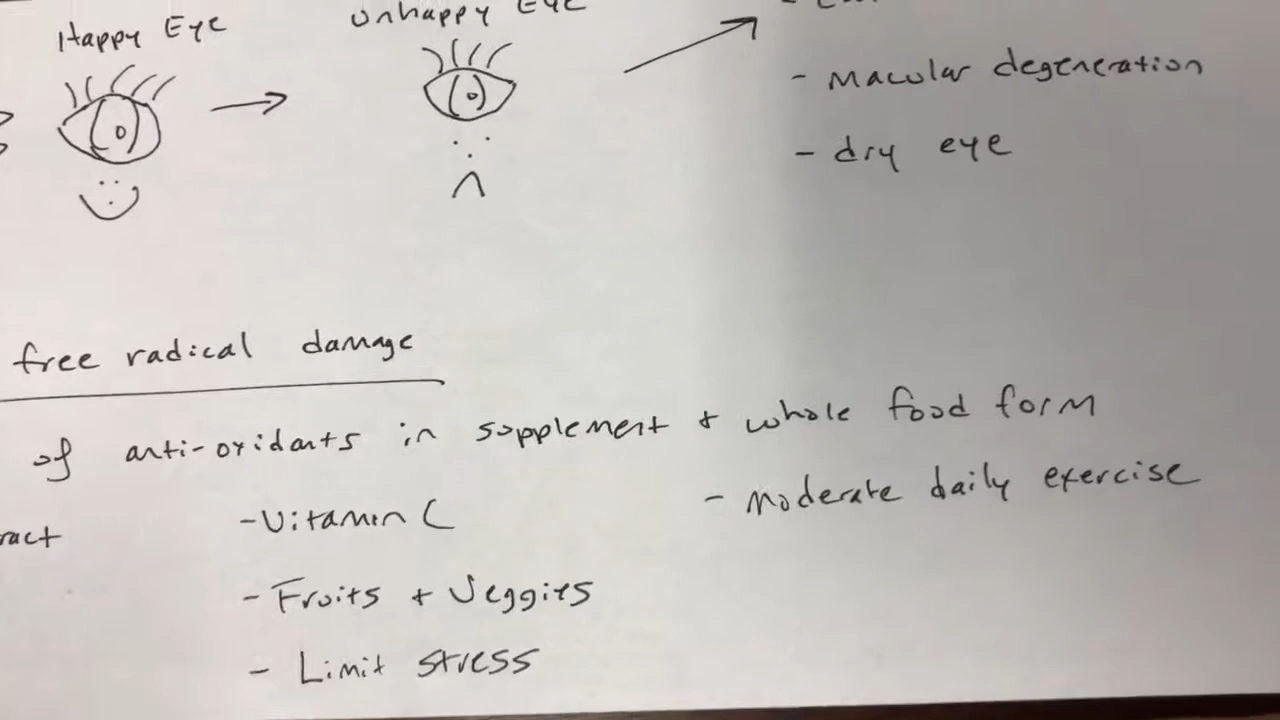 Happy Eye
Unhappy Eye
- macular degeneration
- dry eye
free radical damage
of anti-oxidants in supplement + whole food form
ract
- Vitamin C
- Fruits + Veggies
- Limit stress
- Moderate daily exercise